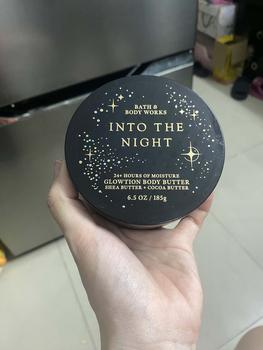 BATH &
BODY WORKS
INTO THE
NIGHT
24+ HOURS OF MOISTURE
GLOWTION BODY BUTTER
SHEA BUTTER + COCOA BUTTER
6.5 OZ / 185g